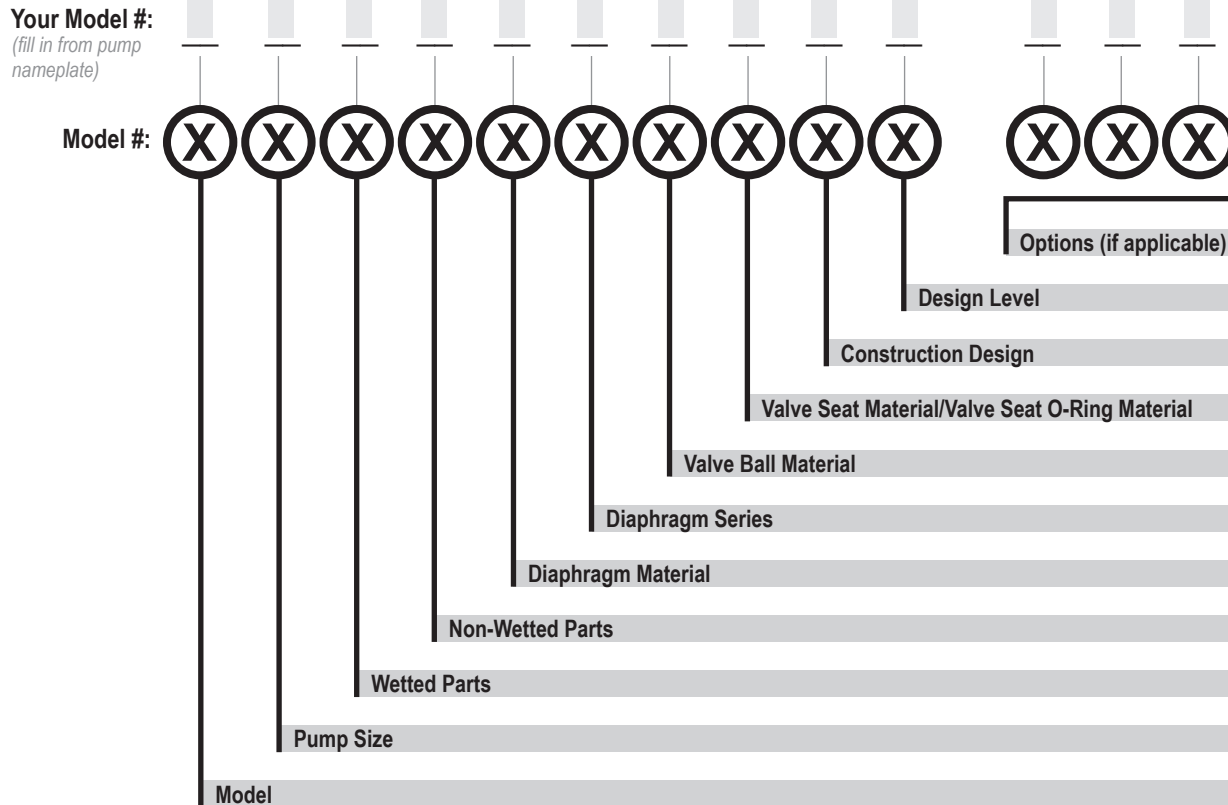 Your Model #:
(fill in from pump
nameplate)
Model #: X X X X X X X X X X X X X
Options (if applicable)
Design Level
Construction Design
Valve Seat Material/Valve Seat O-Ring Material
Valve Ball Material
Diaphragm Series
Diaphragm Material
Non-Wetted Parts
Wetted Parts
Pump Size
Model